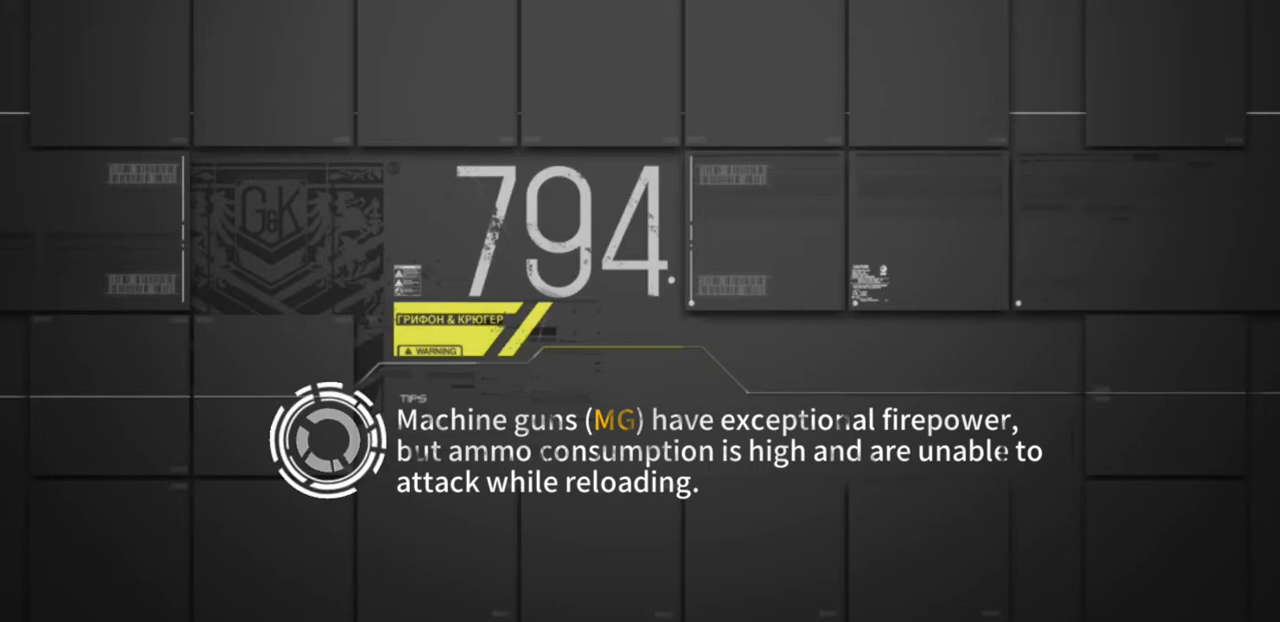 G&K
794.
ГРИФОН & КРЮГЕР
WARNING
TIPS
Machine guns (MG) have exceptional firepower,
but ammo consumption is high and are unable to
attack while reloading.